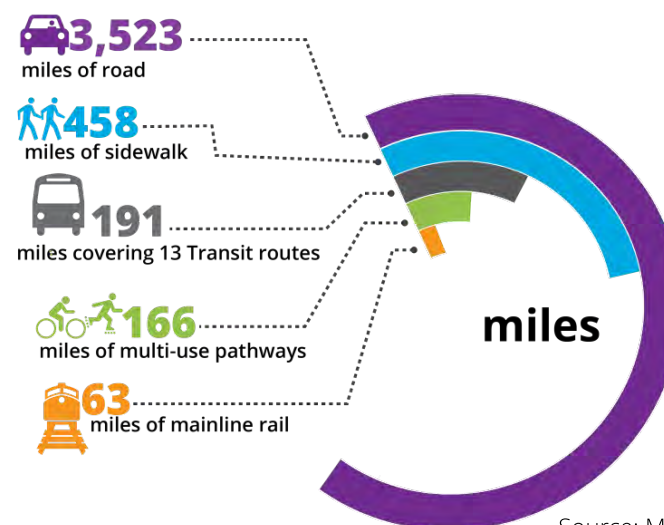 3,523
miles of road
458
miles of sidewalk
191
miles covering 13 Transit routes
166
miles of multi-use pathways
63
miles of mainline rail
miles
Source: